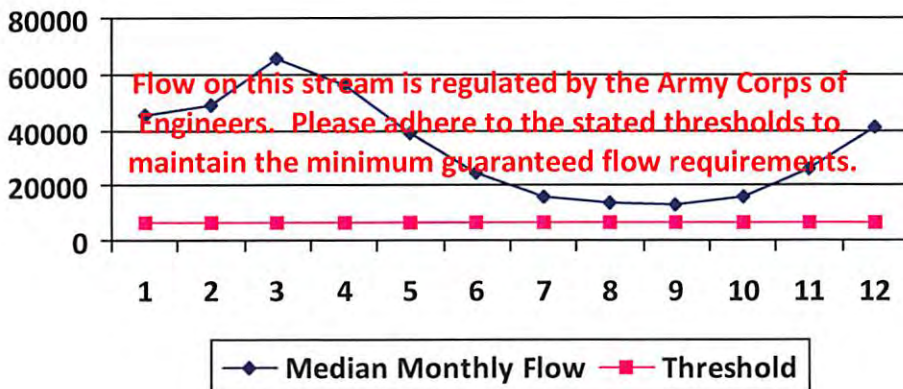 80000
60000
40000
20000
0
Flow on this stream is regulated by the Army Corps of
Engineers. Please adhere to the stated thresholds to
maintain the minimum guaranteed flow requirements.
1 2 3 4 5 6 7 8 9 10 11 12
Median Monthly Flow Threshold